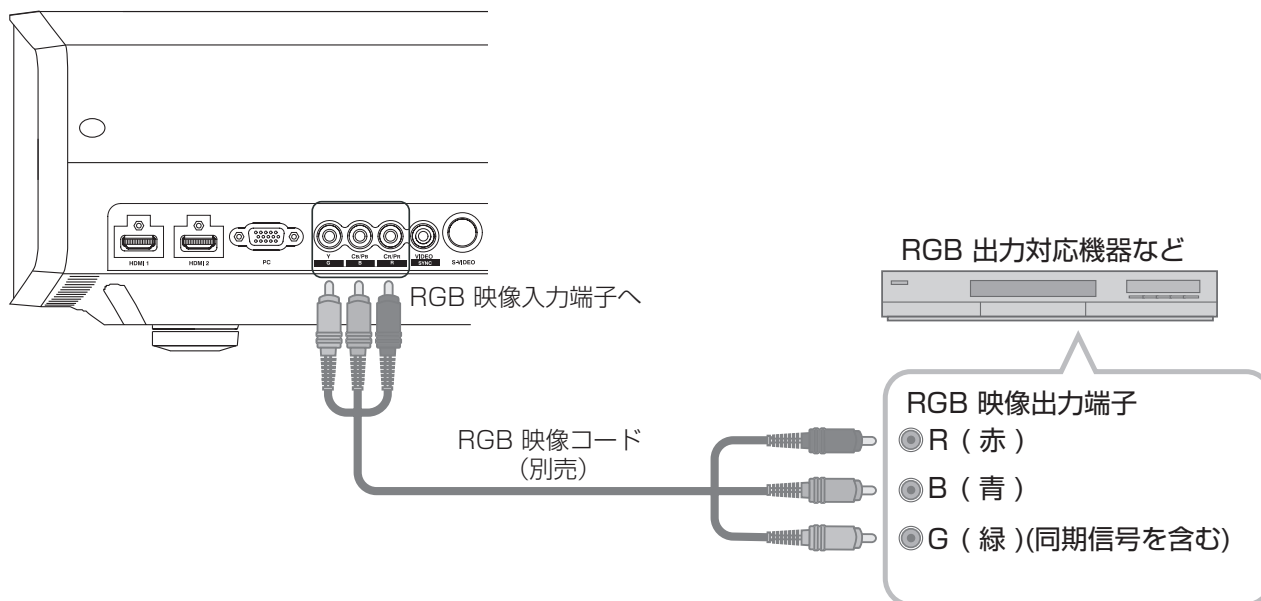 HDMI 1
HDMI 2
PC
Y
G
CB/PB
B
CR/PR
R
VIDEO
SYNC
S-VIDEO
RGB 映像入力端子へ
RGB 出力対応機器など
RGB 映像コード
（別売）
RGB 映像出力端子
R ( 赤 )
B ( 青 )
G ( 緑 )(同期信号を含む)